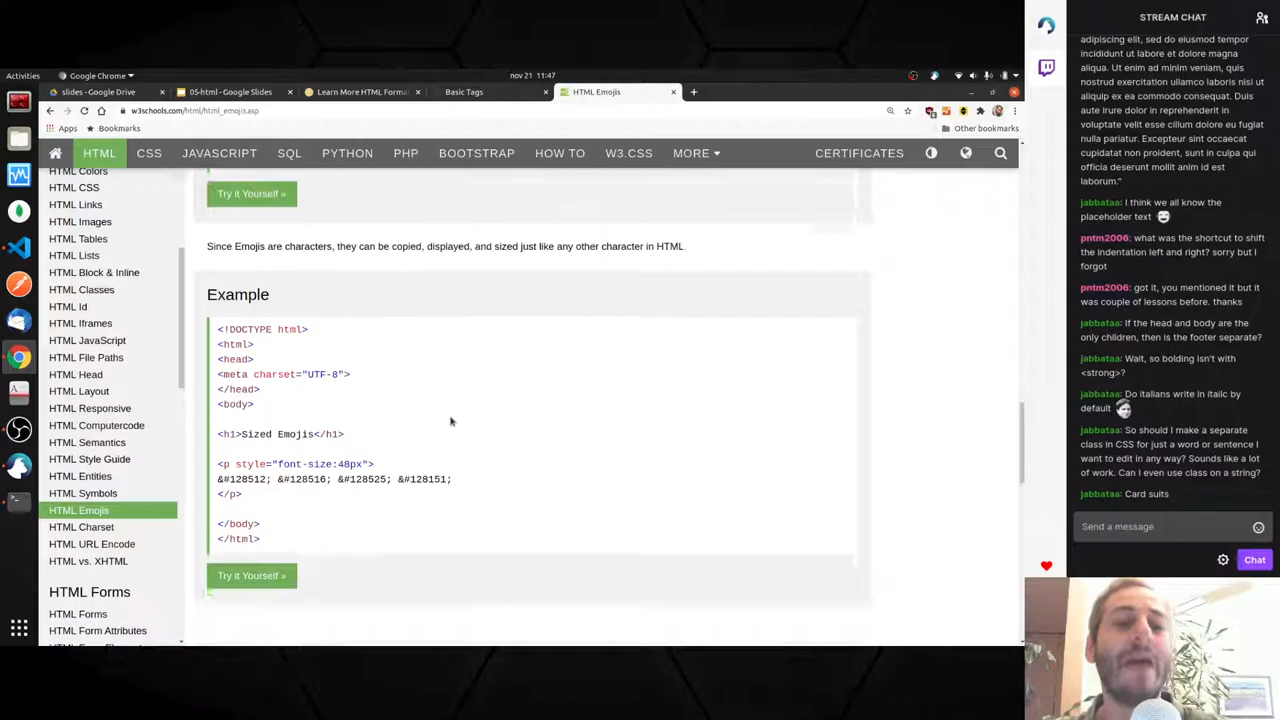 Activities
Google Chrome
nov 21 11:47
slides - Google Drive
05-html - Google Slides
Learn More HTML Forma
Basic Tags
HTML Emojis
w3schools.com/html/html_emojis.asp
Apps
Bookmarks
Other bookmarks
HTML CSS JAVASCRIPT SQL PYTHON PHP BOOTSTRAP HOW TO W3.CSS MORE CERTIFICATES
HTML Colors
HTML CSS
HTML Links
HTML Images
HTML Tables
HTML Lists
HTML Block & Inline
HTML Classes
HTML Id
HTML Iframes
HTML JavaScript
HTML File Paths
HTML Head
HTML Layout
HTML Responsive
HTML Computercode
HTML Semantics
HTML Style Guide
HTML Entities
HTML Symbols
HTML Emojis
HTML Charset
HTML URL Encode
HTML vs. XHTML
HTML Forms
HTML Forms
HTML Form Attributes
Try it Yourself »
Since Emojis are characters, they can be copied, displayed, and sized just like any other character in HTML.
Example
<!DOCTYPE html>
<html>
<head>
<meta charset="UTF-8">
</head>
<body>
<h1>Sized Emojis</h1>
<p style="font-size:48px">
&#128512; &#128516; &#128525; &#128151;
</p>
</body>
</html>
Try it Yourself »
STREAM CHAT
adipiscing elit, sed do eiusmod tempor
incididunt ut labore et dolore magna
aliqua. Ut enim ad minim veniam, quis
nostrud exercitation ullamco laboris nisi ut
aliquip ex ea commodo consequat. Duis
aute irure dolor in reprehenderit in
voluptate velit esse cillum dolore eu fugiat
nulla pariatur. Excepteur sint occaecat
cupidatat non proident, sunt in culpa qui
officia deserunt mollit anim id est
laborum."
jabbataa: I think we all know the
placeholder text
pntm2006: what was the shortcut to shift
the indentation left and right? sorry but I
forgot
pntm2006: got it, you mentioned it but it
was couple of lessons before. thanks
jabbataa: If the head and body are the
only children, then is the footer separate?
jabbataa: Wait, so bolding isn't with
<strong>?
jabbataa: Do italians write in italic by
default
jabbataa: So should I make a separate
class in CSS for just a word or sentence I
want to edit in any way? Sounds like a lot
of work. Can I even use class on a string?
jabbataa: Card suits
Send a message
Chat